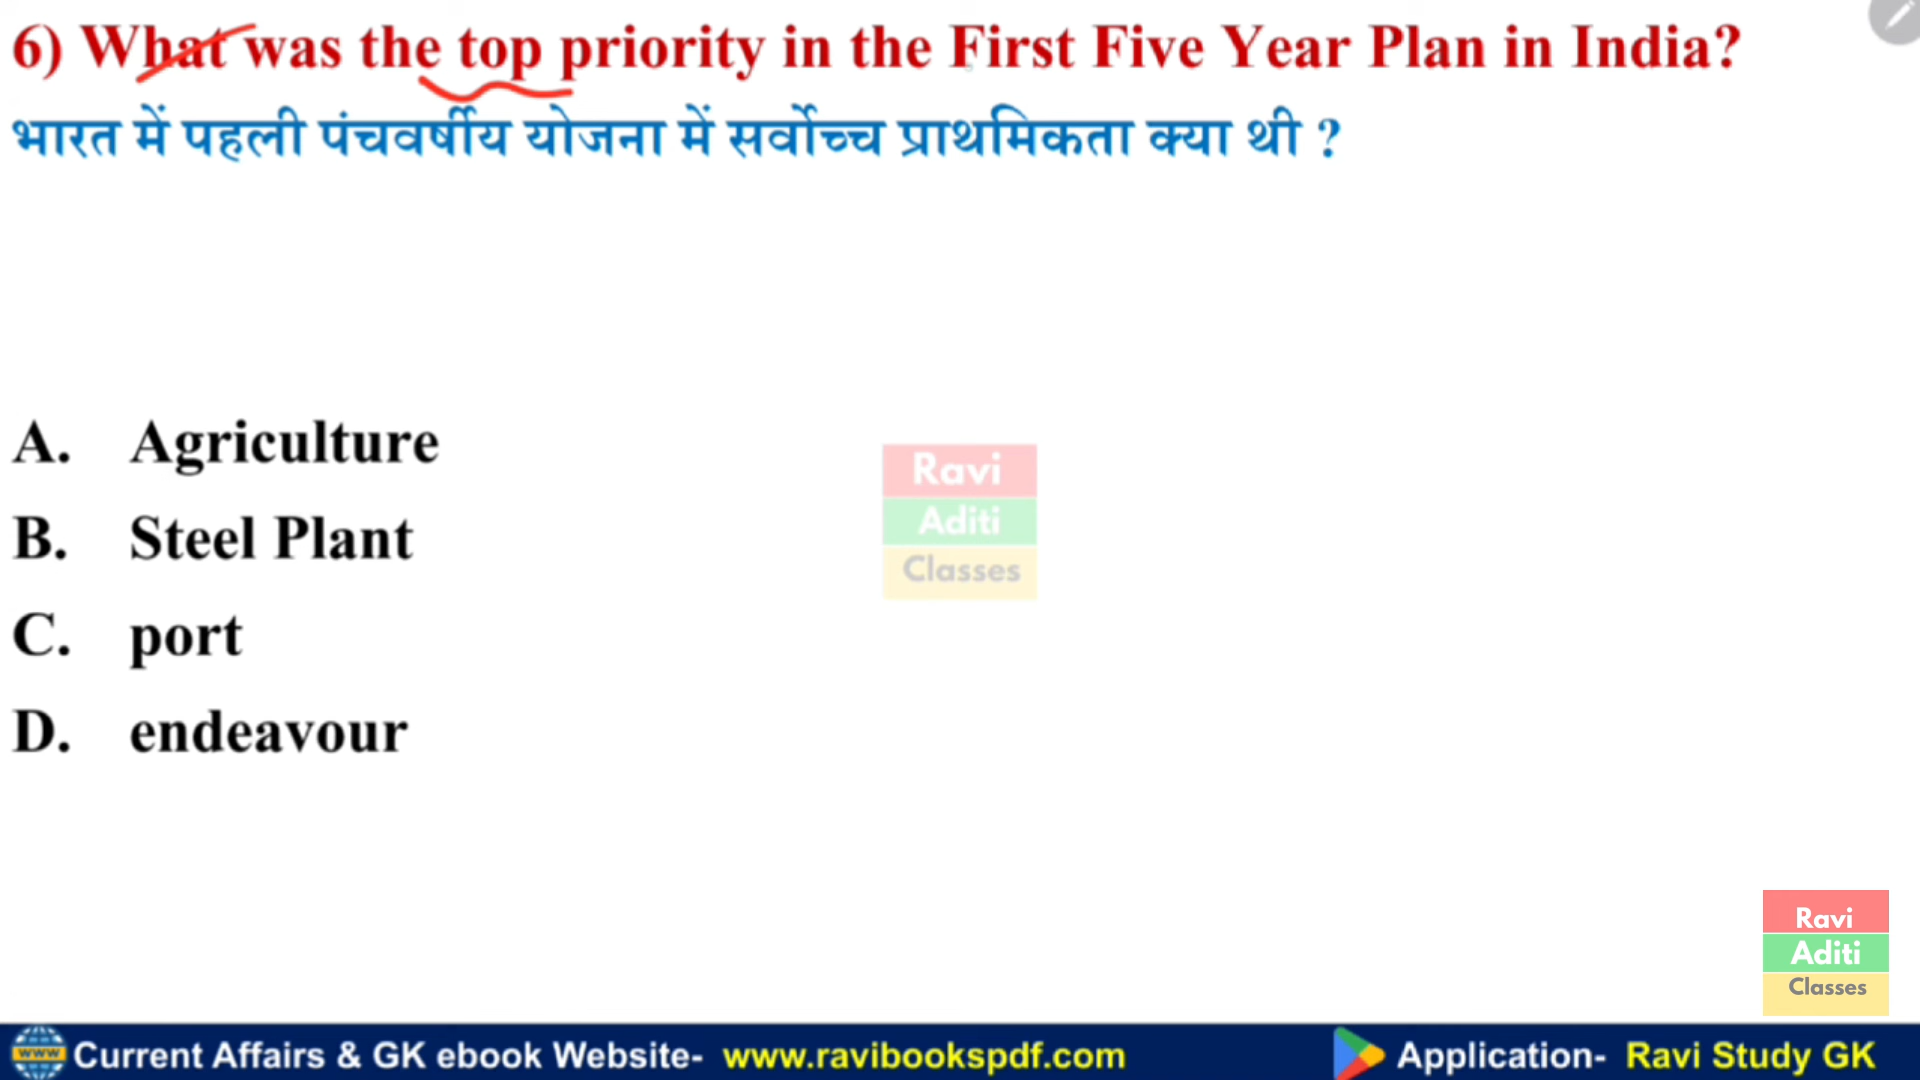 6) What was the top priority in the First Five Year Plan in India?
भारत में पहली पंचवर्षीय योजना में सर्वोच्च प्राथमिकता क्या थी ?
A. Agriculture
B. Steel Plant
C. port
D. endeavour
Ravi
Aditi
Classes
Ravi
Aditi
Classes
www Current Affairs & GK ebook Website- www.ravibookspdf.com Application- Ravi Study GK